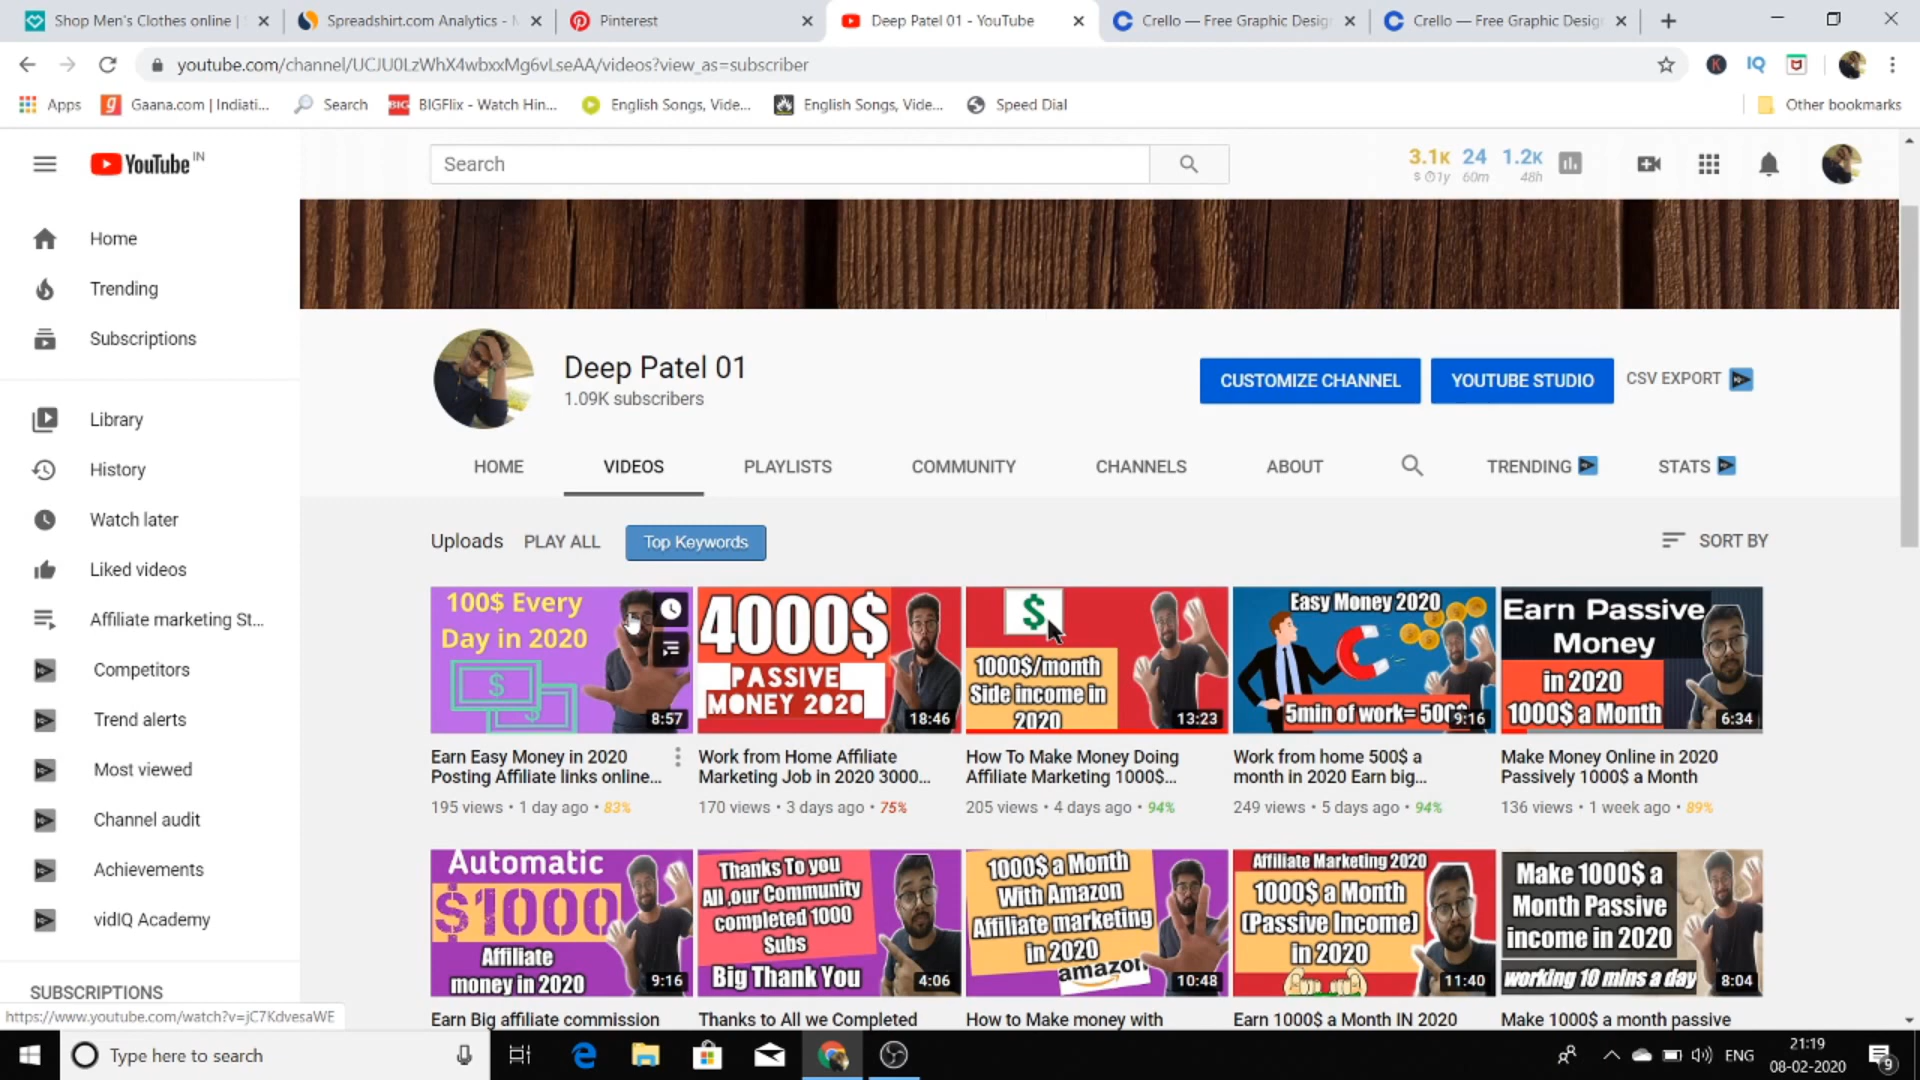 Shop Men's Clothes online |
Spreadshirt.com Analytics -
Pinterest
Deep Patel 01 - YouTube
Crello — Free Graphic Desig
Crello — Free Graphic Desig
youtube.com/channel/UCJU0LzWhX4wbxxMg6vLseAA/videos?view_as=subscriber
Apps
Gaana.com | Indiati...
Search
BIGFlix - Watch Hin...
English Songs, Vide...
English Songs, Vide...
Speed Dial
Other bookmarks
YouTube IN
Search
3.1K 24 1.2K
$ 1y 60m 48h
Home
Trending
Subscriptions
Library
History
Watch later
Liked videos
Affiliate marketing St...
Competitors
Trend alerts
Most viewed
Channel audit
Achievements
vidIQ Academy
SUBSCRIPTIONS
Deep Patel 01
1.09K subscribers
CUSTOMIZE CHANNEL
YOUTUBE STUDIO
CSV EXPORT
HOME
VIDEOS
PLAYLISTS
COMMUNITY
CHANNELS
ABOUT
TRENDING
STATS
Uploads PLAY ALL Top Keywords
SORT BY
100$ Every
Day in 2020
8:57
Earn Easy Money in 2020
Posting Affiliate links online...
195 views • 1 day ago • 83%
4000$
PASSIVE
MONEY 2020
18:46
Work from Home Affiliate
Marketing Job in 2020 3000...
170 views • 3 days ago • 75%
$
1000$/month
Side income in
2020
13:23
How To Make Money Doing
Affiliate Marketing 1000$...
205 views • 4 days ago • 94%
Easy Money 2020
5min of work= 500$
9:16
Work from home 500$ a
month in 2020 Earn big...
249 views • 5 days ago • 94%
Earn Passive
Money
in 2020
1000$ a Month
6:34
Make Money Online in 2020
Passively 1000$ a Month
136 views • 1 week ago • 89%
Automatic
$1000
Affiliate
money in 2020
9:16
Earn Big affiliate commission
Thanks To you
All ,our Community
completed 1000
Subs
Big Thank You
4:06
Thanks to All we Completed
1000$ a Month
With Amazon
Affiliate marketing
in 2020
amazon
10:48
How to Make money with
Affiliate Marketing 2020
1000$ a Month
(Passive Income)
in 2020
11:40
Earn 1000$ a Month IN 2020
Make 1000$ a
Month Passive
income in 2020
working 10 mins a day
8:04
Make 1000$ a month passive
https://www.youtube.com/watch?v=jC7KdvesaWE
Type here to search
ENG
21:19
08-02-2020
9